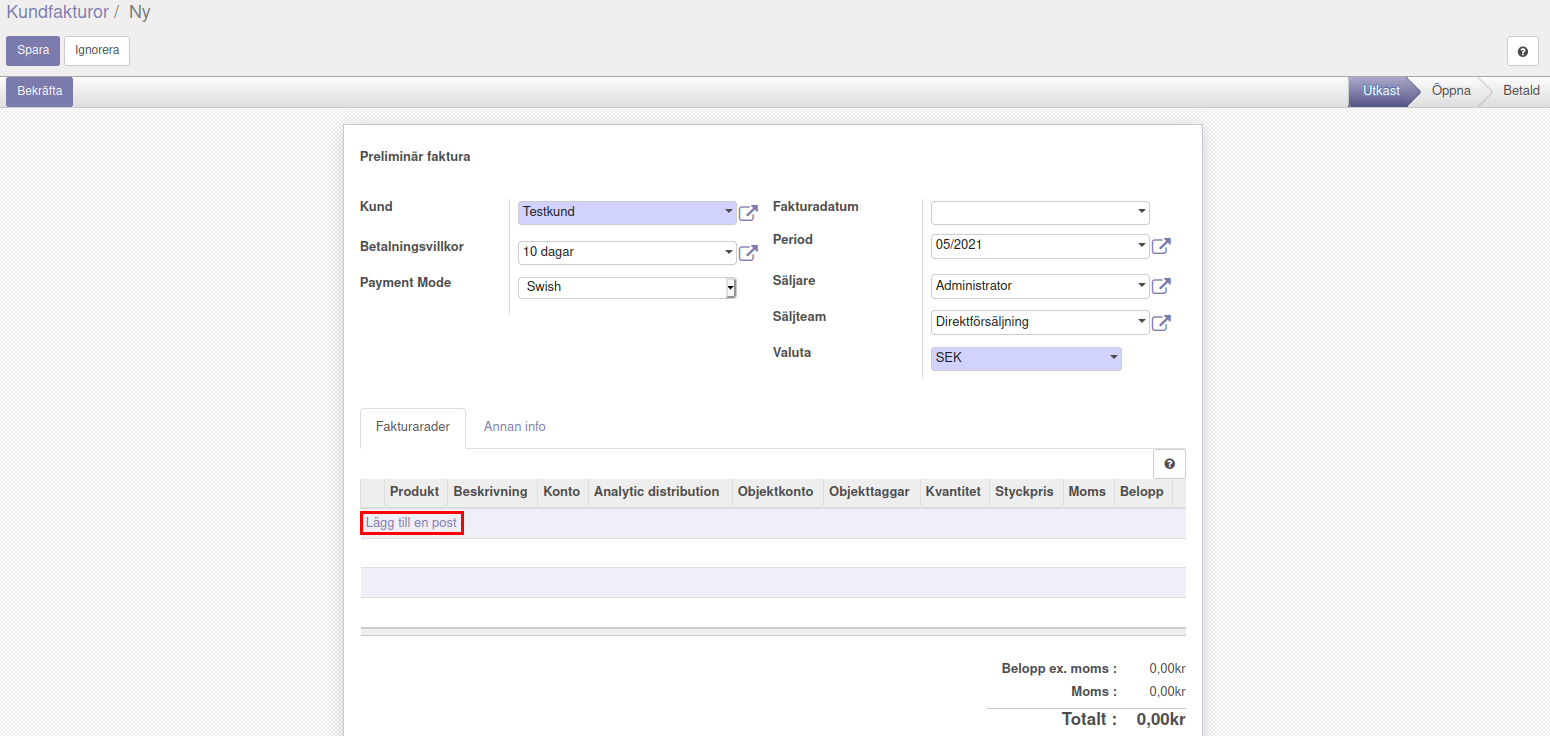 Kundfakturor / Ny
Spara Ignorera
Bekräfta Utkast Öppna Betald
Preliminär faktura
Kund Testkund
Betalningsvillkor 10 dagar
Payment Mode Swish
Fakturadatum
Period 05/2021
Säljare Administrator
Säljteam Direktförsäljning
Valuta SEK
Fakturarader Annan info
Produkt Beskrivning Konto Analytic distribution Objektkonto Objekttaggar Kvantitet Styckpris Moms Belopp
Lägg till en post
Belopp ex. moms : 0,00kr
Moms : 0,00kr
Totalt : 0,00kr